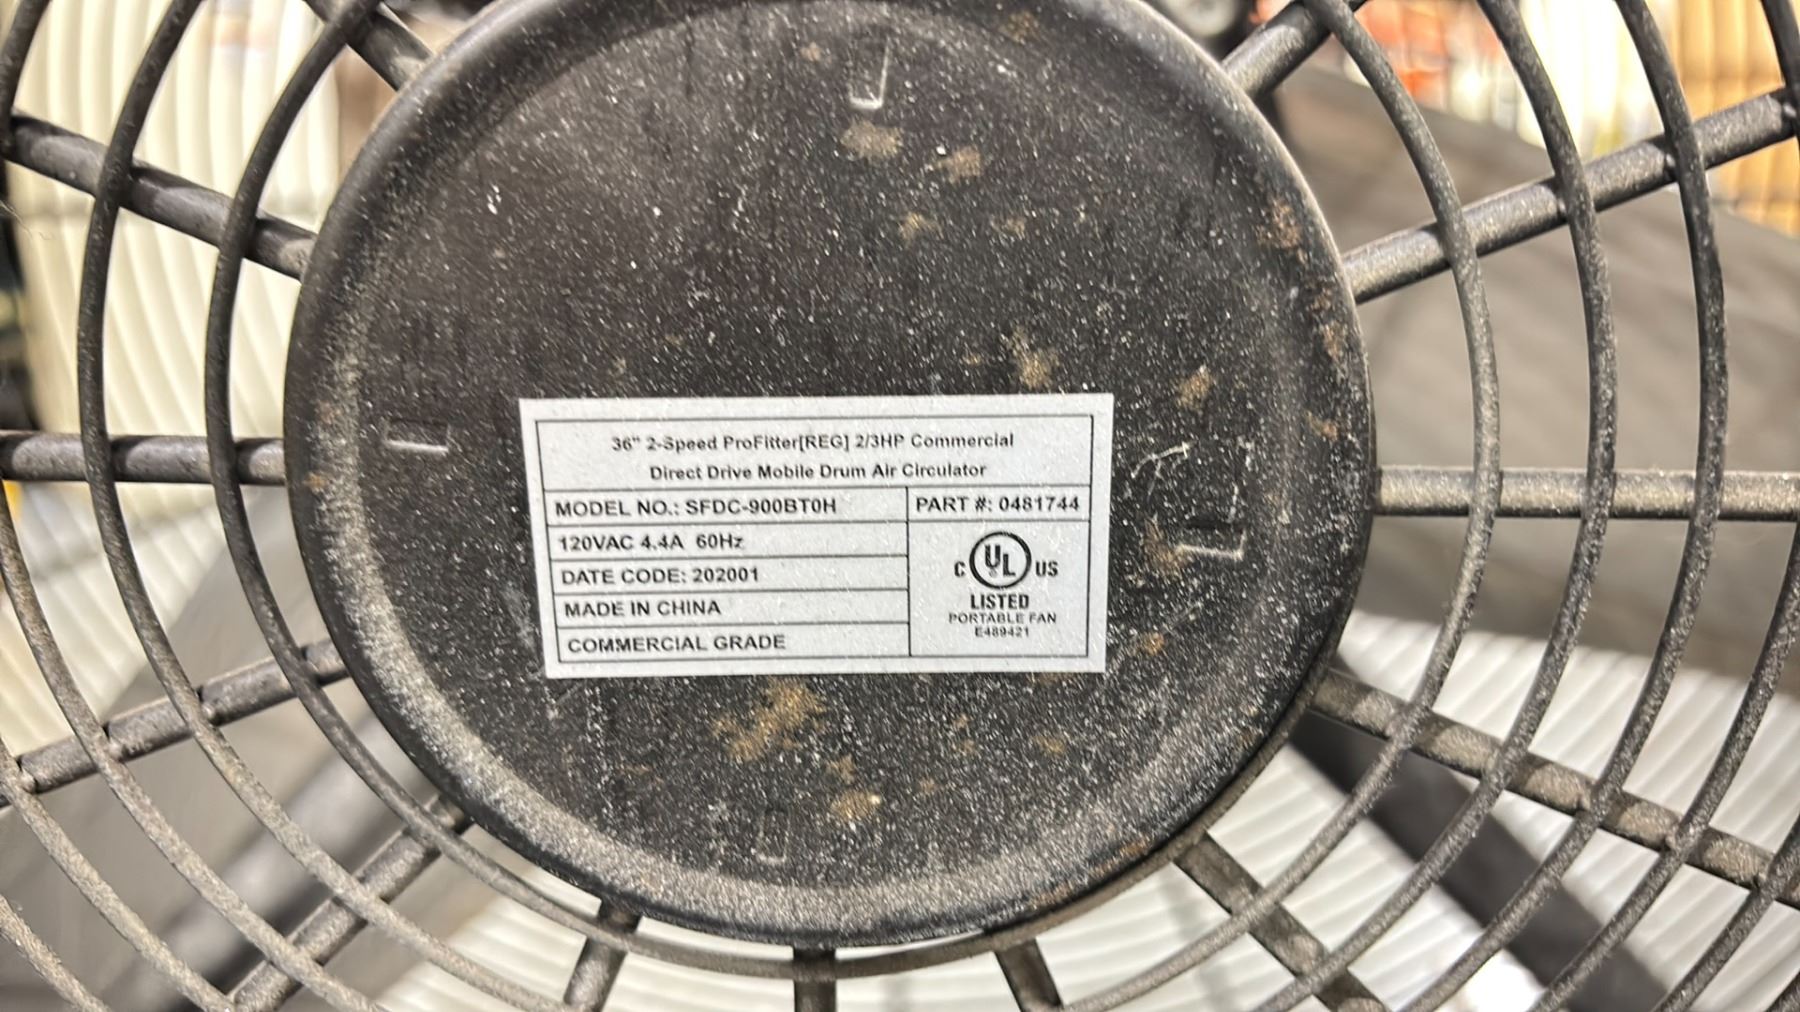 36" 2-Speed ProFitter[REG] 2/3HP Commercial
Direct Drive Mobile Drum Air Circulator
MODEL NO.: SFDC-900BT0H
PART #: 0481744
120VAC 4.4A 60Hz
DATE CODE: 202001
MADE IN CHINA
COMMERCIAL GRADE
C UL US
LISTED
PORTABLE FAN
E489421